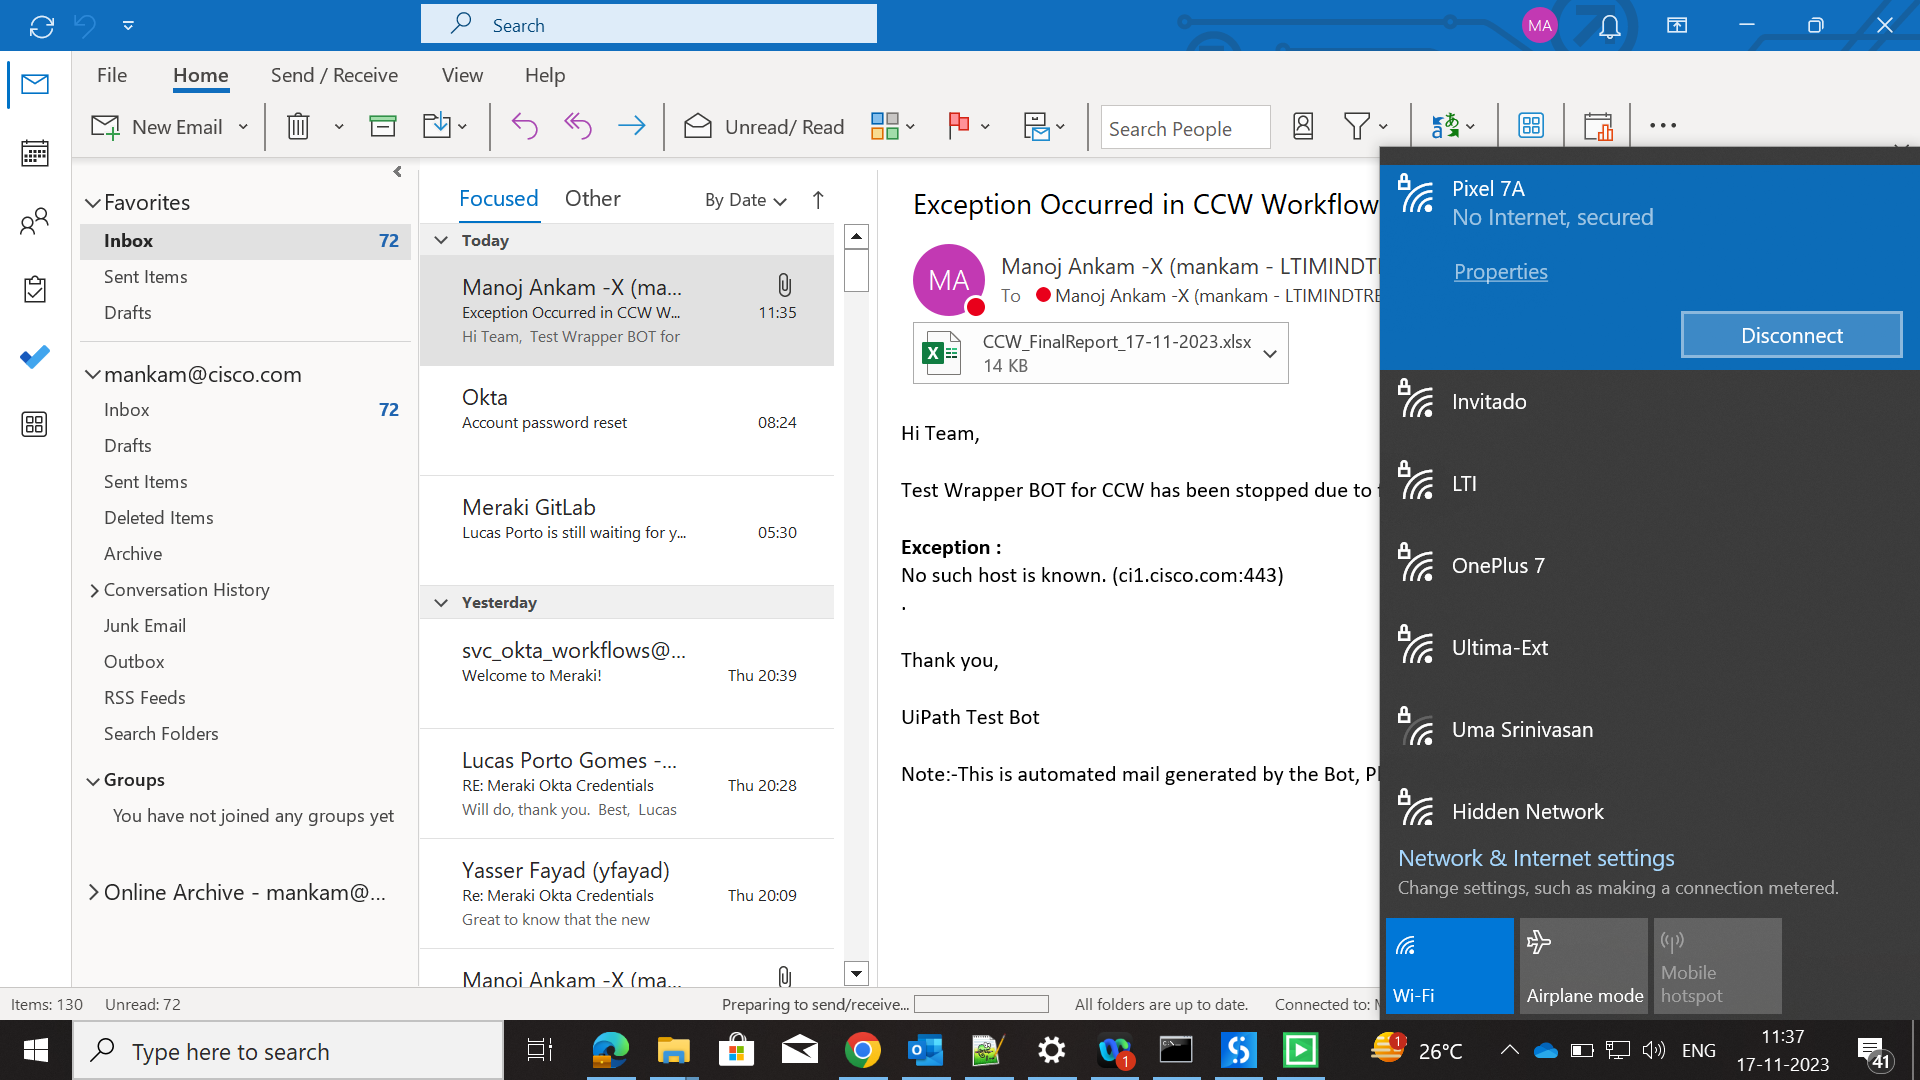 Search
MA
File
Home
Send / Receive
View
Help
New Email
Unread/ Read
Search People
Favorites
Inbox 72
Sent Items
Drafts
mankam@cisco.com
Inbox 72
Drafts
Sent Items
Deleted Items
Archive
Conversation History
Junk Email
Outbox
RSS Feeds
Search Folders
Groups
You have not joined any groups yet
Online Archive - mankam@...
Focused Other By Date
Today
Manoj Ankam -X (ma...
Exception Occurred in CCW W... 11:35
Hi Team, Test Wrapper BOT for
Okta
Account password reset 08:24
Meraki GitLab
Lucas Porto is still waiting for y... 05:30
Yesterday
svc_okta_workflows@...
Welcome to Meraki! Thu 20:39
Lucas Porto Gomes -...
RE: Meraki Okta Credentials Thu 20:28
Will do, thank you. Best, Lucas
Yasser Fayad (yfayad)
Re: Meraki Okta Credentials Thu 20:09
Great to know that the new
Manoj Ankam -X (ma...
Exception Occurred in CCW Workflow
MA
Manoj Ankam -X (mankam - LTIMINDTI
To Manoj Ankam -X (mankam - LTIMINDTRE
CCW_FinalReport_17-11-2023.xlsx
14 KB
Hi Team,
Test Wrapper BOT for CCW has been stopped due to
Exception :
No such host is known. (ci1.cisco.com:443)
.
Thank you,
UiPath Test Bot
Note:-This is automated mail generated by the Bot, Pl
Pixel 7A
No Internet, secured
Properties
Disconnect
Invitado
LTI
OnePlus 7
Ultima-Ext
Uma Srinivasan
Hidden Network
Network & Internet settings
Change settings, such as making a connection metered.
Wi-Fi
Airplane mode
Mobile
hotspot
Items: 130 Unread: 72 Preparing to send/receive... All folders are up to date. Connected to:
Type here to search
1
1
26°C
ENG
11:37
17-11-2023
41